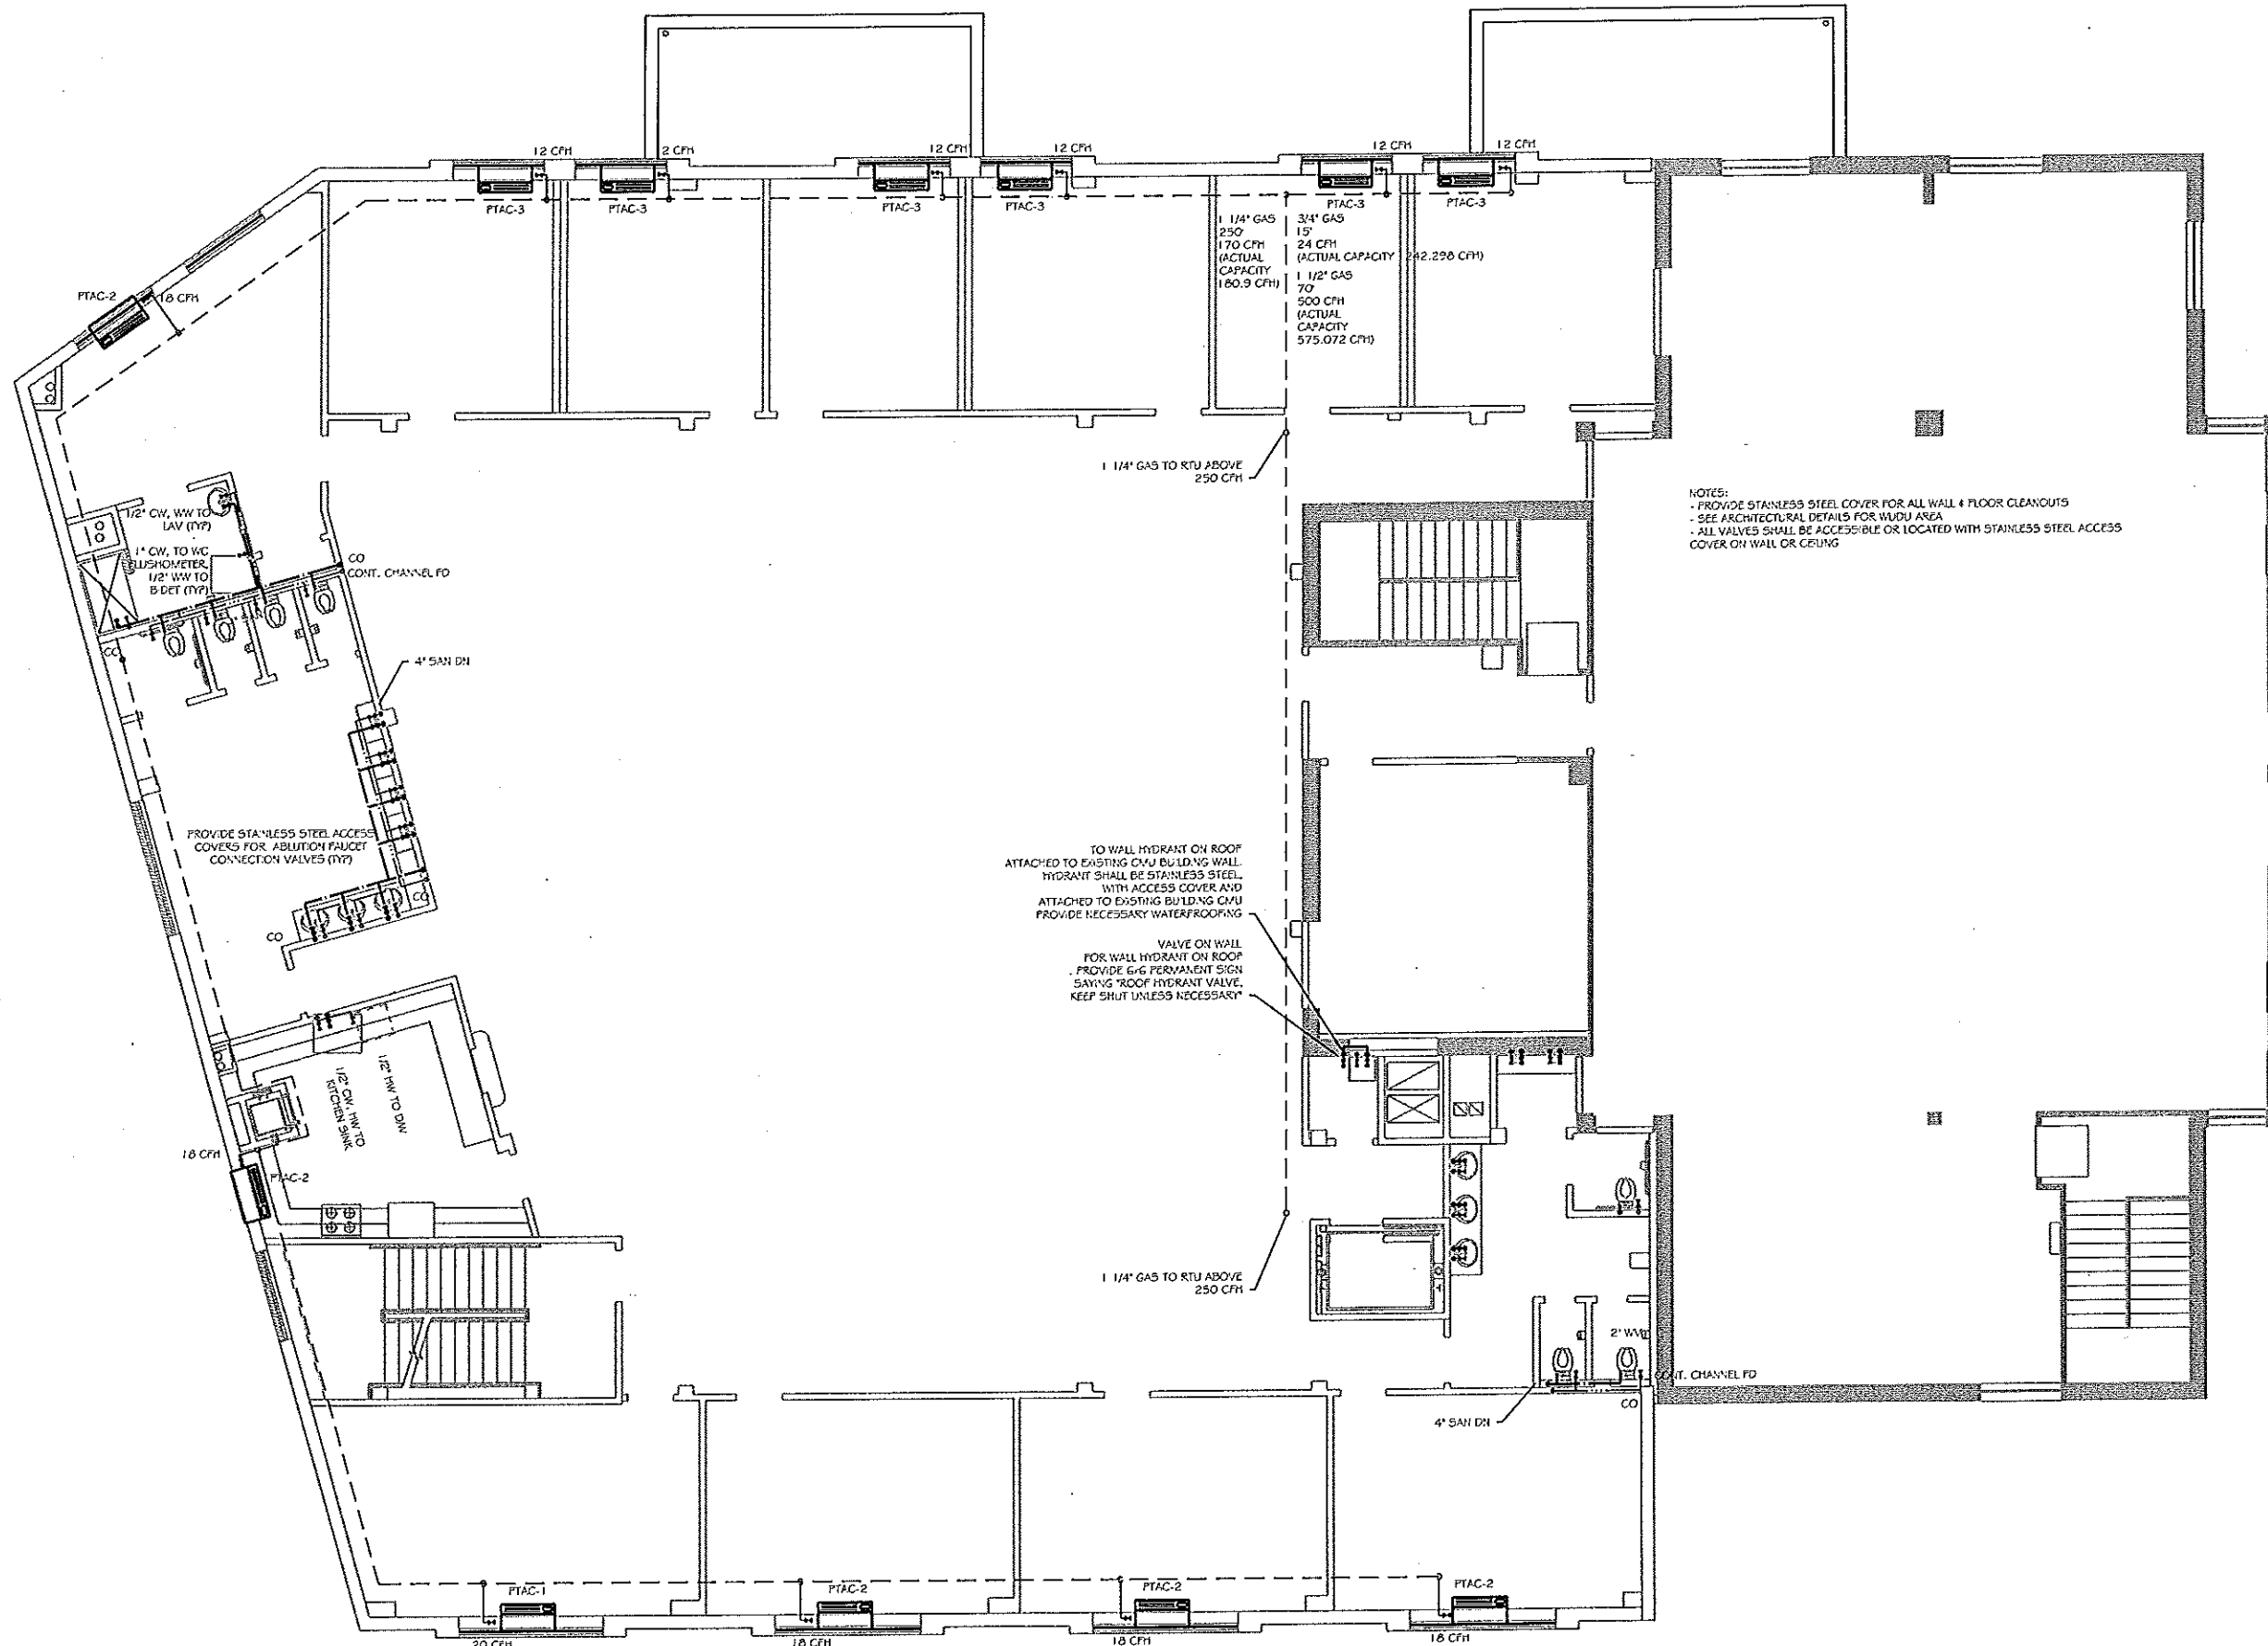 12 CFH
2 CFH
12 CFH
12 CFH
12 CFH
12 CFH
PTAC-3
PTAC-3
PTAC-3
PTAC-3
PTAC-3
PTAC-3
1 1/4" GAS
250'
170 CFH
(ACTUAL
CAPACITY
180.9 CFH)
3/4" GAS
15'
24 CFH
(ACTUAL CAPACITY 242.298 CFH)
1 1/2" GAS
70'
500 CFH
(ACTUAL
CAPACITY
575.072 CFH)
PTAC-2
18 CFH
1 1/4" GAS TO RTU ABOVE
250 CFH
NOTES:
- PROVIDE STAINLESS STEEL COVER FOR ALL WALL & FLOOR CLEANOUTS
- SEE ARCHITECTURAL DETAILS FOR WUDU AREA
- ALL VALVES SHALL BE ACCESSIBLE OR LOCATED WITH STAINLESS STEEL ACCESS
COVER ON WALL OR CEILING
1/2" CW, WW TO
LAV (TYP)
1" CW, TO WC
FLUSHOMETER,
1/2" WW TO
BIDET (TYP)
CO
CONT. CHANNEL FD
SAN
CO
4" SAN DN
PROVIDE STAINLESS STEEL ACCESS
COVERS FOR ABLUTION FAUCET
CONNECTION VALVES (TYP)
CO
CO
TO WALL HYDRANT ON ROOF
ATTACHED TO EXISTING CMU BUILDING WALL.
HYDRANT SHALL BE STAINLESS STEEL,
WITH ACCESS COVER AND
ATTACHED TO EXISTING BUILDING CMU
PROVIDE NECESSARY WATERPROOFING
VALVE ON WALL
FOR WALL HYDRANT ON ROOF
. PROVIDE 6x6 PERMANENT SIGN
SAYING "ROOF HYDRANT VALVE,
KEEP SHUT UNLESS NECESSARY"
1/2" HW TO DW
1/2" CW, HW TO
KITCHEN SINK
18 CFH
PTAC-2
1 1/4" GAS TO RTU ABOVE
250 CFH
2" WW
CONT. CHANNEL FD
CO
4" SAN DN
PTAC-1
PTAC-2
PTAC-2
PTAC-2
20 CFH
18 CFH
18 CFH
18 CFH